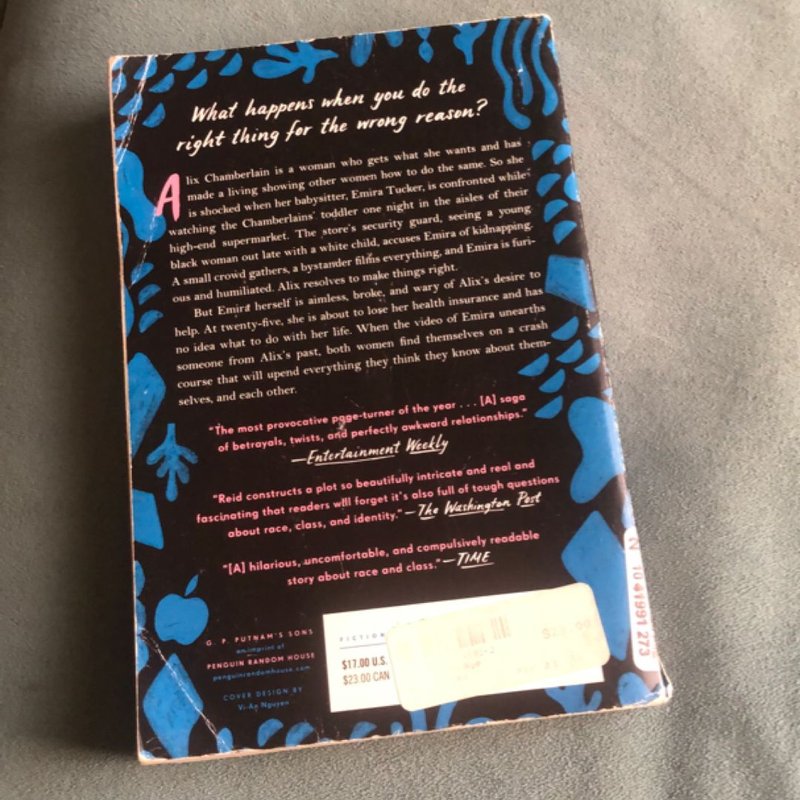 What happens when you do the
right thing for the wrong reason?
Alix Chamberlain is a woman who gets what she wants and has
made a living showing other women how to do the same. So she
is shocked when her babysitter, Emira Tucker, is confronted while
watching the Chamberlains' toddler one night in the aisles of their
high-end supermarket. The store's security guard, seeing a young
black woman out late with a white child, accuses Emira of kidnapping.
A small crowd gathers, a bystander films everything, and Emira is furi-
ous and humiliated. Alix resolves to make things right.
But Emira herself is aimless, broke, and wary of Alix's desire to
help. At twenty-five, she is about to lose her health insurance and has
no idea what to do with her life. When the video of Emira unearths
someone from Alix's past, both women find themselves on a crash
course that will upend everything they think they know about them-
selves, and each other.
"The most provocative page-turner of the year . . . [A] saga
of betrayals, twists, and perfectly awkward relationships."
—Entertainment Weekly
"Reid constructs a plot so beautifully intricate and real and
fascinating that readers will forget it's also full of tough questions
about race, class, and identity." —The Washington Post
"[A] hilarious, uncomfortable, and compulsively readable
story about race and class." —TIME
G. P. PUTNAM'S SONS
an imprint of
PENGUIN RANDOM HOUSE
penguinrandomhouse.com
COVER DESIGN BY
Vi-An Nguyen
FICTION
$17.00 U.S.
$23.00 CAN
N 10 41991 273